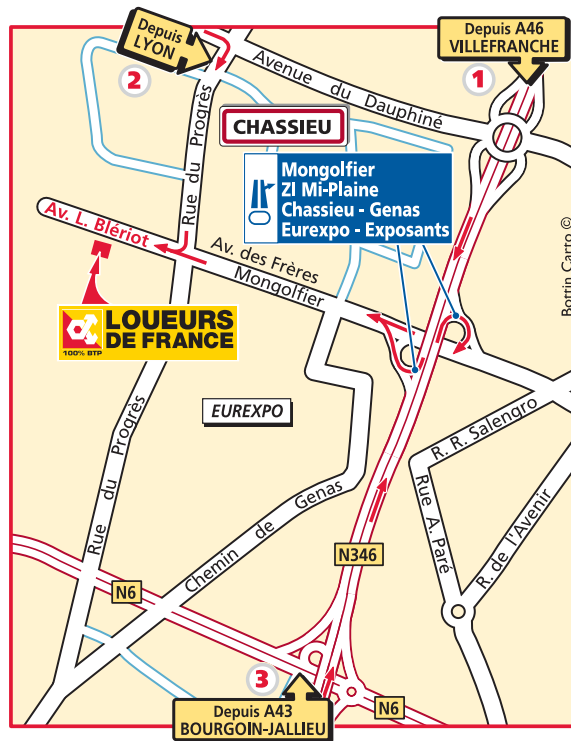 Depuis
LYON
2
Depuis A46
VILLEFRANCHE
1
Avenue du Dauphiné
CHASSIEU
Rue du Progrès
Mongolfier
ZI Mi-Plaine
Chassieu - Genas
Eurexpo - Exposants
Av. L. Blériot
Av. des Frères
Mongolfier
Bottin Carto ©
LOUEURS
DE FRANCE
100% BTP
EUREXPO
R. R. Salengro
Rue A. Paré
R. de l'Avenir
Rue du Progrès
Chemin de Genas
N346
N6
3
Depuis A43
BOURGOIN-JALLIEU
N6